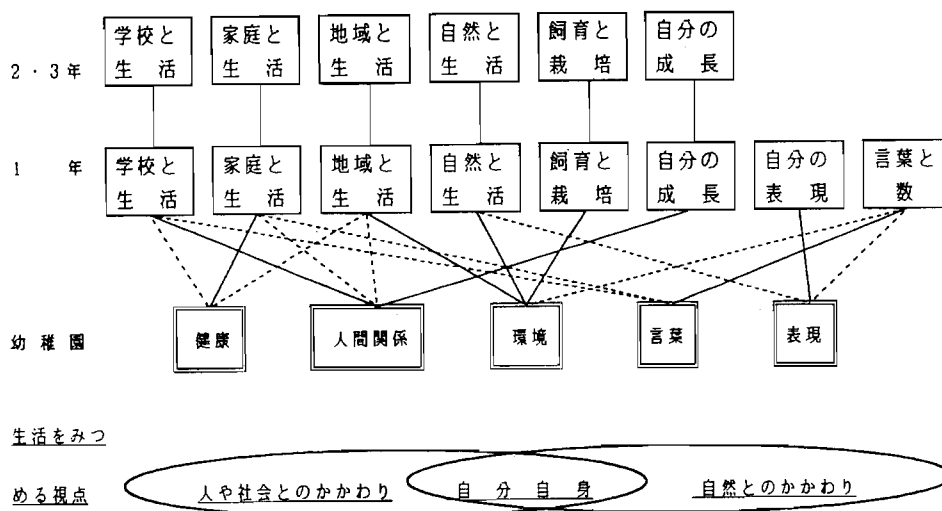 2・3年
学校と
生活
家庭と
生活
地域と
生活
自然と
生活
飼育と
栽培
自分の
成長
1年
学校と
生活
家庭と
生活
地域と
生活
自然と
生活
飼育と
栽培
自分の
成長
自分の
表現
言葉と
数
幼稚園
健康
人間関係
環境
言葉
表現
生活をみつ
める視点
人や社会とのかかわり
自分自身
自然とのかかわり